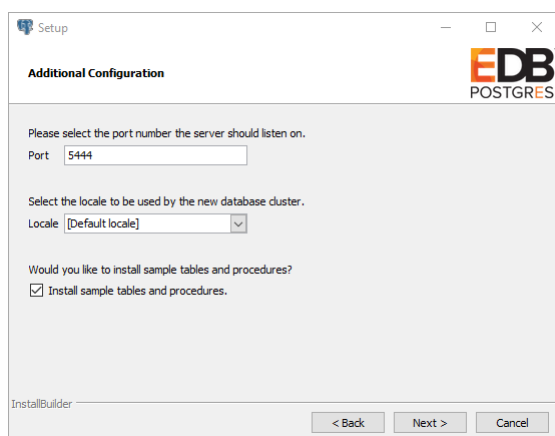 Setup
Additional Configuration
EDB
POSTGRES
Please select the port number the server should listen on.
Port 5444
Select the locale to be used by the new database cluster.
Locale [Default locale]
Would you like to install sample tables and procedures?
Install sample tables and procedures.
InstallBuilder
< Back Next > Cancel